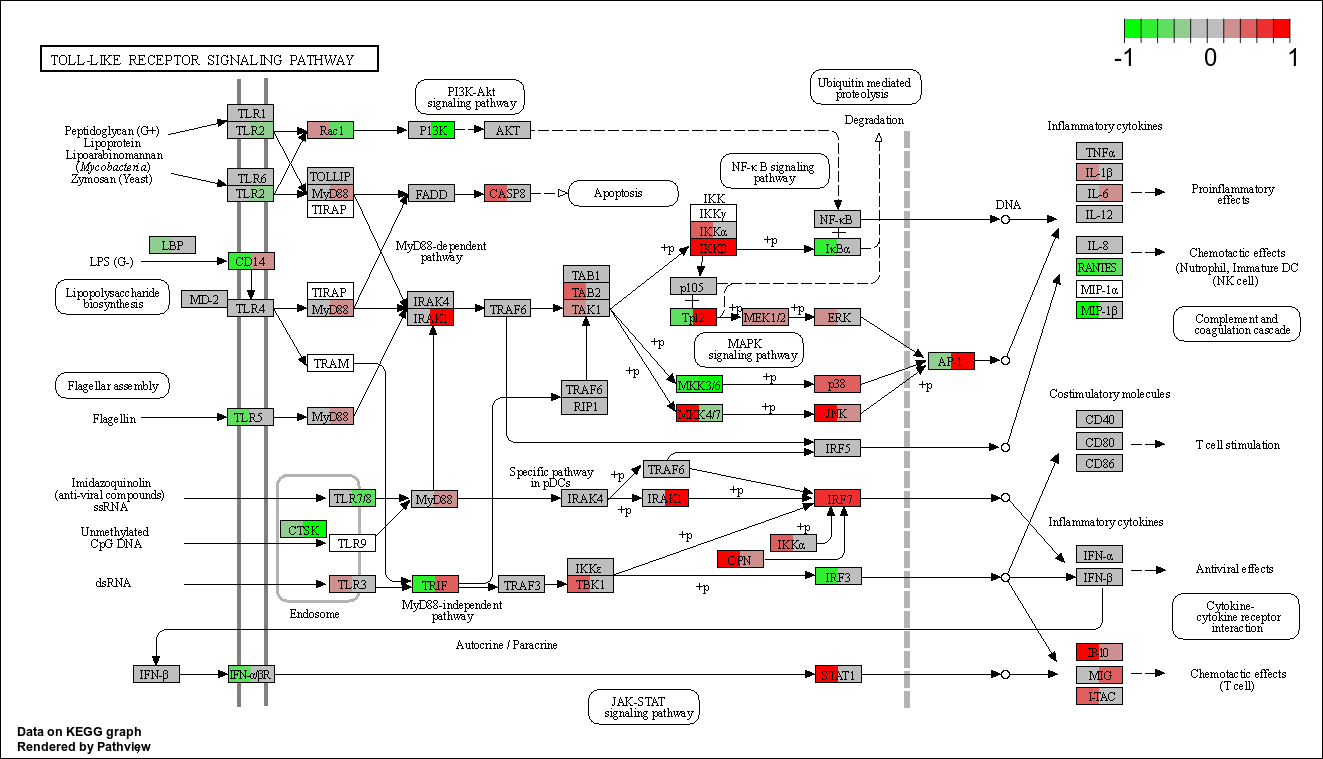 -1 0 1
TOLL-LIKE RECEPTOR SIGNALING PATHWAY
PI3K-Akt
signaling pathway
Ubiquitin mediated
proteolysis
Degradation
Inflammatory cytokines
TLR1
TLR2
Peptidoglycan (G+)
Lipoprotein
Lipoarabinomannan
(Mycobacteria)
Zymosan (Yeast)
Rac1
PI3K
AKT
TNFα
IL-1β
IL-6
IL-12
Proinflammatory
effects
TLR6
TLR2
TOLLIP
MyD88
TIRAP
FADD
CASP8
Apoptosis
NF-κB signaling
pathway
IKK
IKKγ
IKKα
IKKβ
DNA
NF-κB
IκBα
+p
+p
LBP
LPS (G-)
CD14
MyD88-dependent
pathway
IL-8
RANTES
MIP-1α
MIP-1β
Chemotactic effects
(Nutrophil, Immature DC
(NK cell)
Lipopolysaccharide
biosynthesis
MD-2
TLR4
TIRAP
MyD88
IRAK4
IRAK1
TRAF6
TAB1
TAB2
TAK1
p105
Tpl2
+p
MEK1/2
+p
ERK
Complement and
coagulation cascade
MAPK
signaling pathway
+p
+p
TRAM
AP-1
+p
Flagellar assembly
MKK3/6
+p
p38
TRAF6
RIP1
MKK4/7
+p
JNK
Costimulatory molecules
Flagellin
TLR5
MyD88
CD40
CD80
CD86
T cell stimulation
IRF5
Specific pathway
in pDCs
TRAF6
+p
Imidazoquinolin
(anti-viral compounds)
ssRNA
TLR7/8
MyD88
IRAK4
+p
IRAK1
+p
IRF7
Unmethylated
CpG DNA
CTSK
TLR9
+p
+p
IKKα
OPN
Inflammatory cytokines
IFN-α
IFN-β
Antiviral effects
dsRNA
TLR3
TRIF
TRAF3
IKKε
TBK1
+p
IRF3
Endosome
MyD88-independent
pathway
Cytokine-
cytokine receptor
interaction
Autocrine / Paracrine
IFN-β
IFN-α/βR
STAT1
IP-10
MIG
I-TAC
Chemotactic effects
(T cell)
JAK-STAT
signaling pathway
Data on KEGG graph
Rendered by Pathview